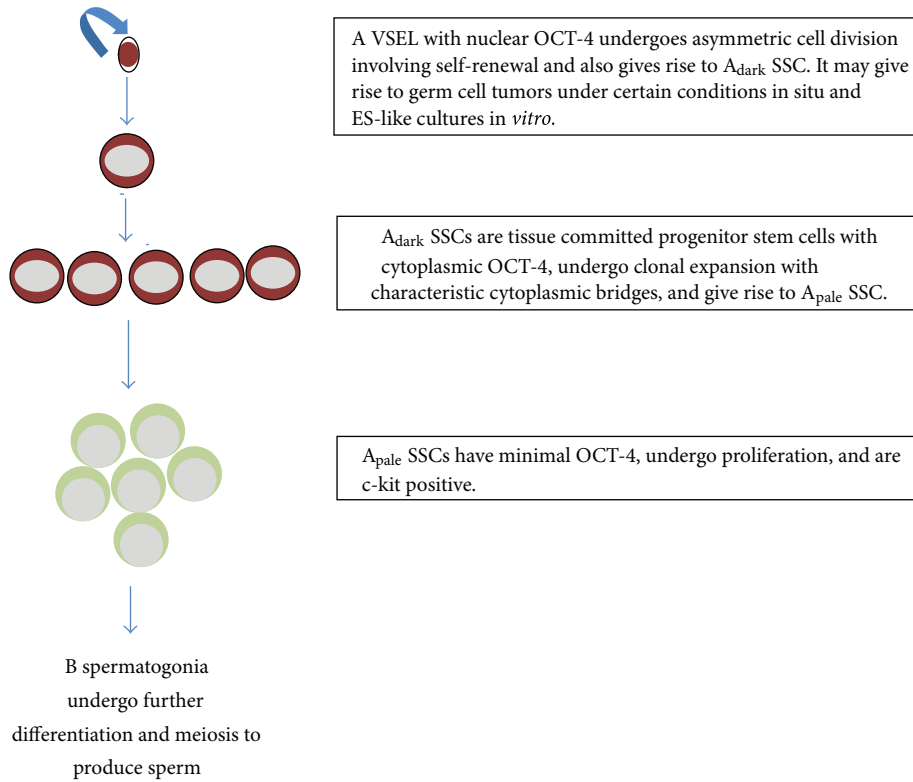 A VSEL with nuclear OCT-4 undergoes asymmetric cell division
involving self-renewal and also gives rise to A_dark SSC. It may give
rise to germ cell tumors under certain conditions in situ and
ES-like cultures in vitro.
A_dark SSCs are tissue committed progenitor stem cells with
cytoplasmic OCT-4, undergo clonal expansion with
characteristic cytoplasmic bridges, and give rise to A_pale SSC.
A_pale SSCs have minimal OCT-4, undergo proliferation, and are
c-kit positive.
B spermatogonia
undergo further
differentiation and meiosis to
produce sperm